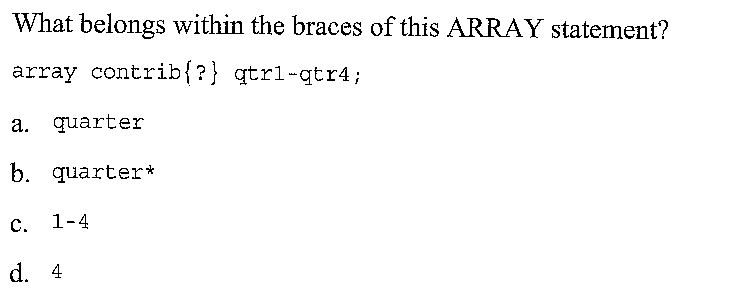 What belongs within the braces of this ARRAY statement?
array contrib{?} qtr1-qtr4;
a. quarter
b. quarter*
c. 1-4
d. 4